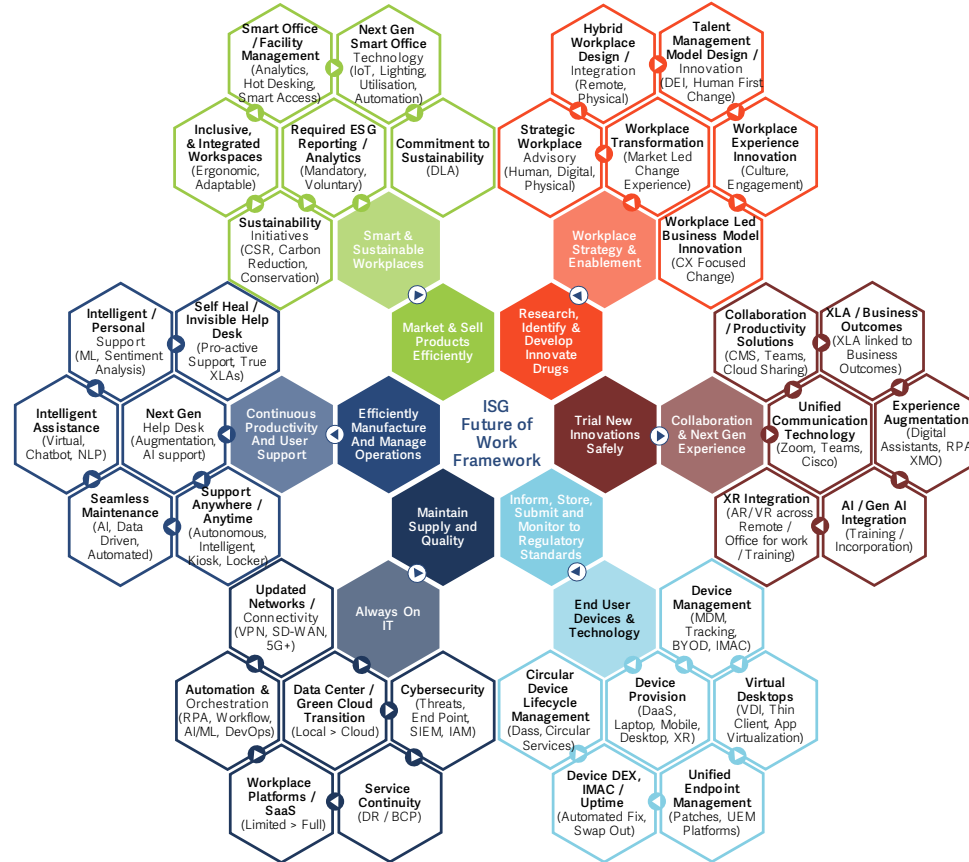 Smart Office
/ Facility
Management
(Analytics,
Hot Desking,
Smart Access)
Next Gen
Smart Office
Technology
(IoT, Lighting,
Utilisation,
Automation)
Inclusive,
& Integrated
Workspaces
(Ergonomic,
Adaptable)
Required ESG
Reporting /
Analytics
(Mandatory,
Voluntary)
Commitment to
Sustainability
(DLA)
Sustainability
Initiatives
(CSR, Carbon
Reduction,
Conservation)
Smart &
Sustainable
Workplaces
Market & Sell
Products
Efficiently
Hybrid
Workplace
Design /
Integration
(Remote,
Physical)
Talent
Management
Model Design /
Innovation
(DEI, Human First
Change)
Strategic
Workplace
Advisory
(Human, Digital,
Physical)
Workplace
Transformation
(Market Led
Change Experience)
Workplace
Experience
Innovation
(Culture,
Engagement)
Workplace
Strategy &
Enablement
Workplace Led
Business Model
Innovation
(CX Focused
Change)
Research,
Identify &
Develop
Innovate
Drugs
Intelligent /
Personal
Support
(ML, Sentiment
Analysis)
Self Heal /
Invisible Help
Desk
(Pro-active
Support, True
XLAs)
Intelligent
Assistance
(Virtual,
Chatbot, NLP)
Next Gen
Help Desk
(Augmentation,
AI support)
Continuous
Productivity
And User
Support
Efficiently
Manufacture
And Manage
Operations
Seamless
Maintenance
(AI, Data
Driven,
Automated)
Support
Anywhere /
Anytime
(Autonomous,
Intelligent,
Kiosk, Locker)
ISG
Future of
Work
Framework
Trial New
Innovations
Safely
Collaboration
& Next Gen
Experience
Collaboration
/ Productivity
Solutions
(CMS, Teams,
Cloud Sharing)
XLA / Business
Outcomes
(XLA linked to
Business
Outcomes)
Unified
Communication
Technology
(Zoom, Teams,
Cisco)
Experience
Augmentation
(Digital
Assistants, RPA,
XMO)
XR Integration
(AR/VR across
Remote /
Office for work
/ Training)
AI / Gen AI
Integration
(Training /
Incorporation)
Maintain
Supply and
Quality
Inform, Store,
Submit and
Monitor to
Regulatory
Standards
Updated
Networks /
Connectivity
(VPN, SD-WAN,
5G+)
Always On
IT
Automation &
Orchestration
(RPA, Workflow,
AI/ML, DevOps)
Data Center /
Green Cloud
Transition
(Local > Cloud)
Cybersecurity
(Threats,
End Point,
SIEM, IAM)
Workplace
Platforms /
SaaS
(Limited > Full)
Service
Continuity
(DR / BCP)
End User
Devices &
Technology
Device
Management
(MDM,
Tracking,
BYOD, IMAC)
Circular
Device
Lifecycle
Management
(Dass, Circular
Services)
Device
Provision
(DaaS,
Laptop, Mobile,
Desktop, XR)
Virtual
Desktops
(VDI, Thin
Client, App
Virtualization)
Device DEX,
IMAC /
Uptime
(Automated Fix,
Swap Out)
Unified
Endpoint
Management
(Patches, UEM
Platforms)